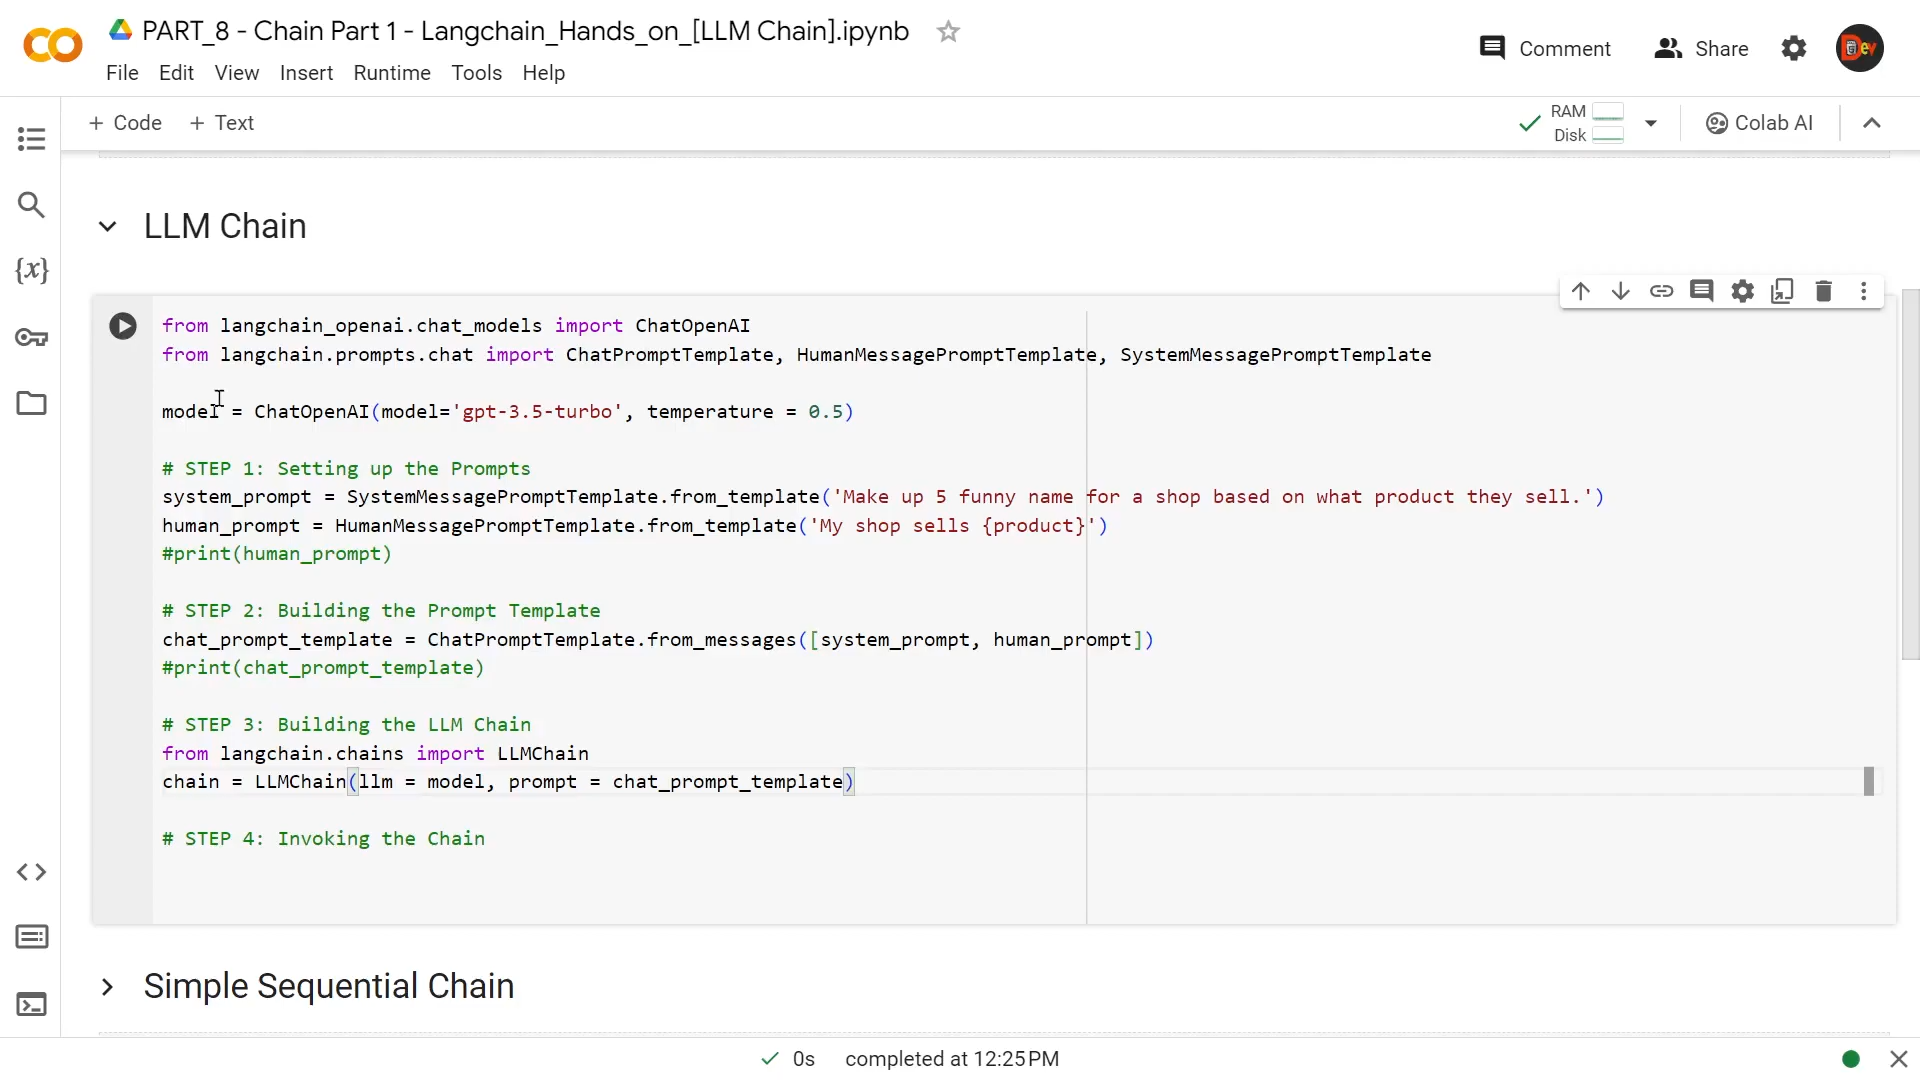 PART_8 - Chain Part 1 - Langchain_Hands_on_[LLM Chain].ipynb
Comment
Share
Dev
File Edit View Insert Runtime Tools Help
+ Code + Text
RAM
Disk
Colab AI
LLM Chain
from langchain_openai.chat_models import ChatOpenAI
from langchain.prompts.chat import ChatPromptTemplate, HumanMessagePromptTemplate, SystemMessagePromptTemplate
model = ChatOpenAI(model='gpt-3.5-turbo', temperature = 0.5)
# STEP 1: Setting up the Prompts
system_prompt = SystemMessagePromptTemplate.from_template('Make up 5 funny name for a shop based on what product they sell.')
human_prompt = HumanMessagePromptTemplate.from_template('My shop sells {product}')
#print(human_prompt)
# STEP 2: Building the Prompt Template
chat_prompt_template = ChatPromptTemplate.from_messages([system_prompt, human_prompt])
#print(chat_prompt_template)
# STEP 3: Building the LLM Chain
from langchain.chains import LLMChain
chain = LLMChain(llm = model, prompt = chat_prompt_template)
# STEP 4: Invoking the Chain
Simple Sequential Chain
0s completed at 12:25 PM